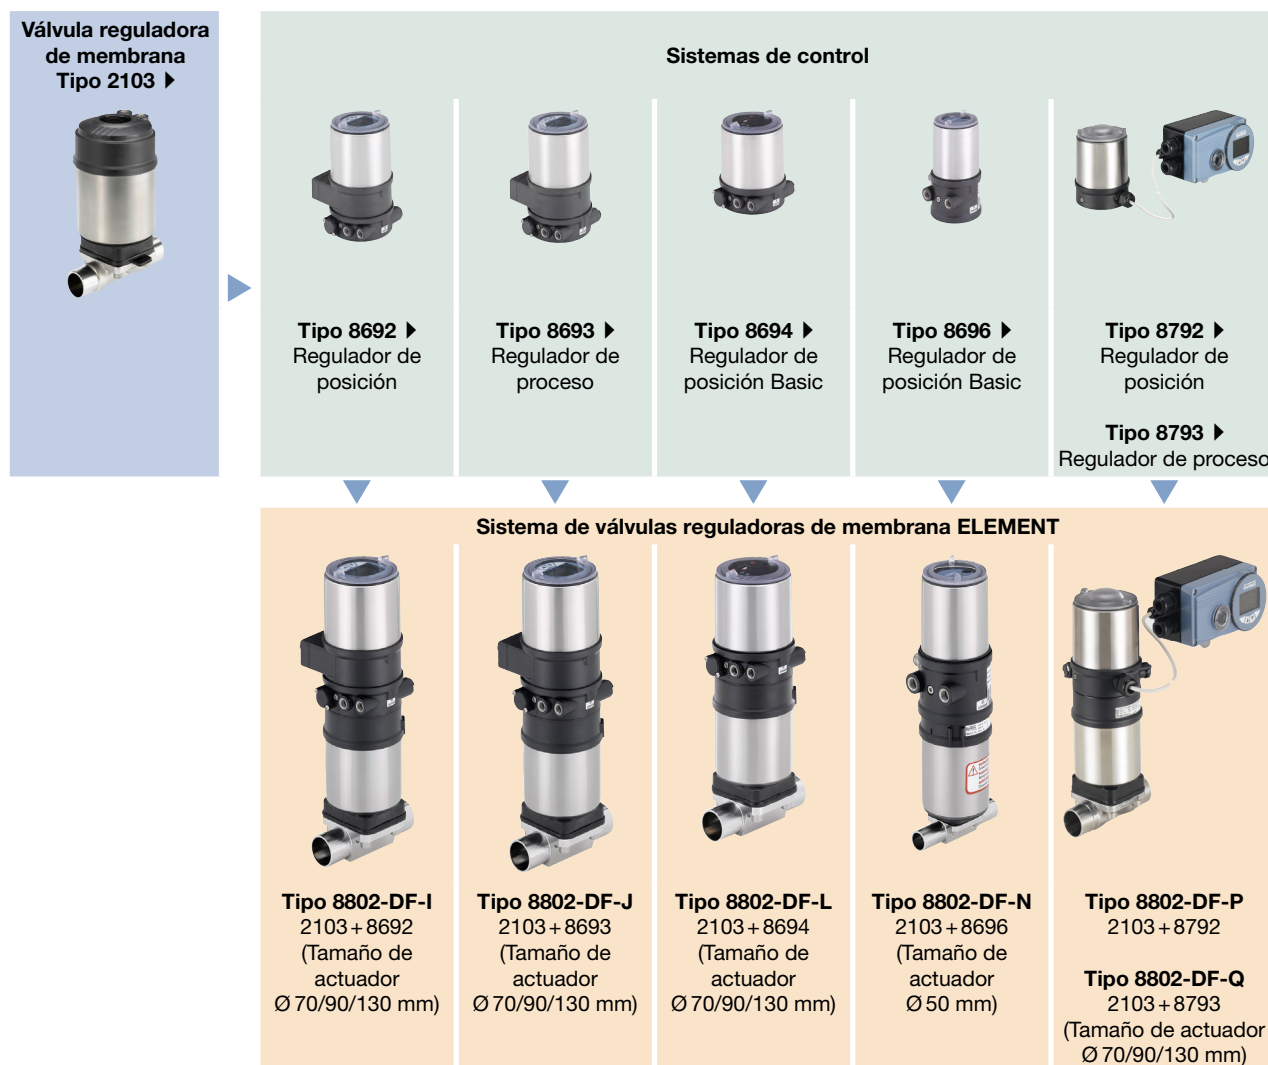 Válvula reguladora
de membrana
Tipo 2103
Sistemas de control
Tipo 8692
Regulador de
posición
Tipo 8693
Regulador de
proceso
Tipo 8694
Regulador de
posición Basic
Tipo 8696
Regulador de
posición Basic
Tipo 8792
Regulador de
posición
Tipo 8793
Regulador de proceso
Sistema de válvulas reguladoras de membrana ELEMENT
Tipo 8802-DF-I
2103+8692
(Tamaño de
actuador
Ø 70/90/130 mm)
Tipo 8802-DF-J
2103+8693
(Tamaño de
actuador
Ø 70/90/130 mm)
Tipo 8802-DF-L
2103+8694
(Tamaño de
actuador
Ø 70/90/130 mm)
Tipo 8802-DF-N
2103+8696
(Tamaño de
actuador
Ø 50 mm)
Tipo 8802-DF-P
2103+8792
Tipo 8802-DF-Q
2103+8793
(Tamaño de actuador
Ø 70/90/130 mm)